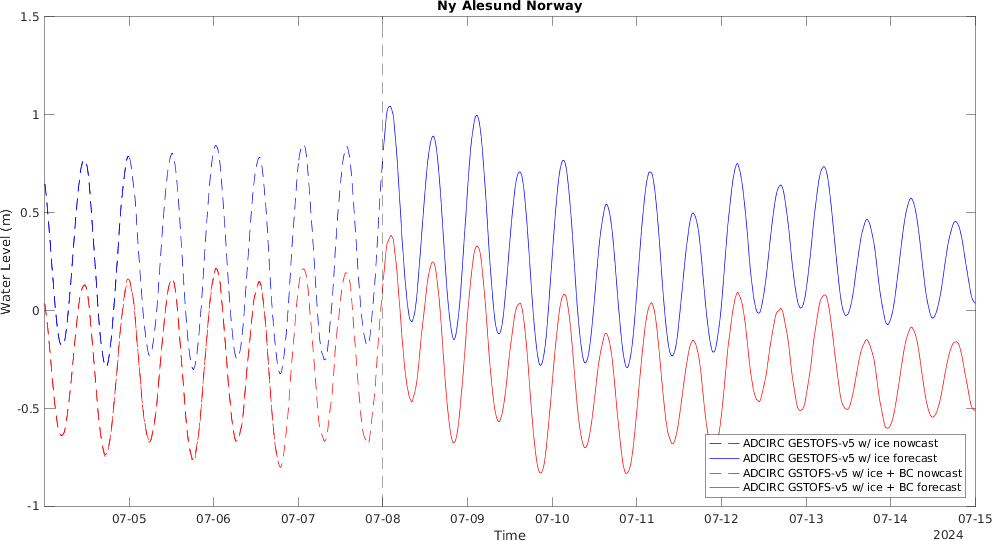 Ny Alesund Norway
1.5
1
0.5
0
-0.5
-1
Water Level (m)
07-05 07-06 07-07 07-08 07-09 07-10 07-11 07-12 07-13 07-14 07-15
Time
2024
ADCIRC GESTOFS-v5 w/ ice nowcast
ADCIRC GESTOFS-v5 w/ ice forecast
ADCIRC GSTOFS-v5 w/ ice + BC nowcast
ADCIRC GSTOFS-v5 w/ ice + BC forecast